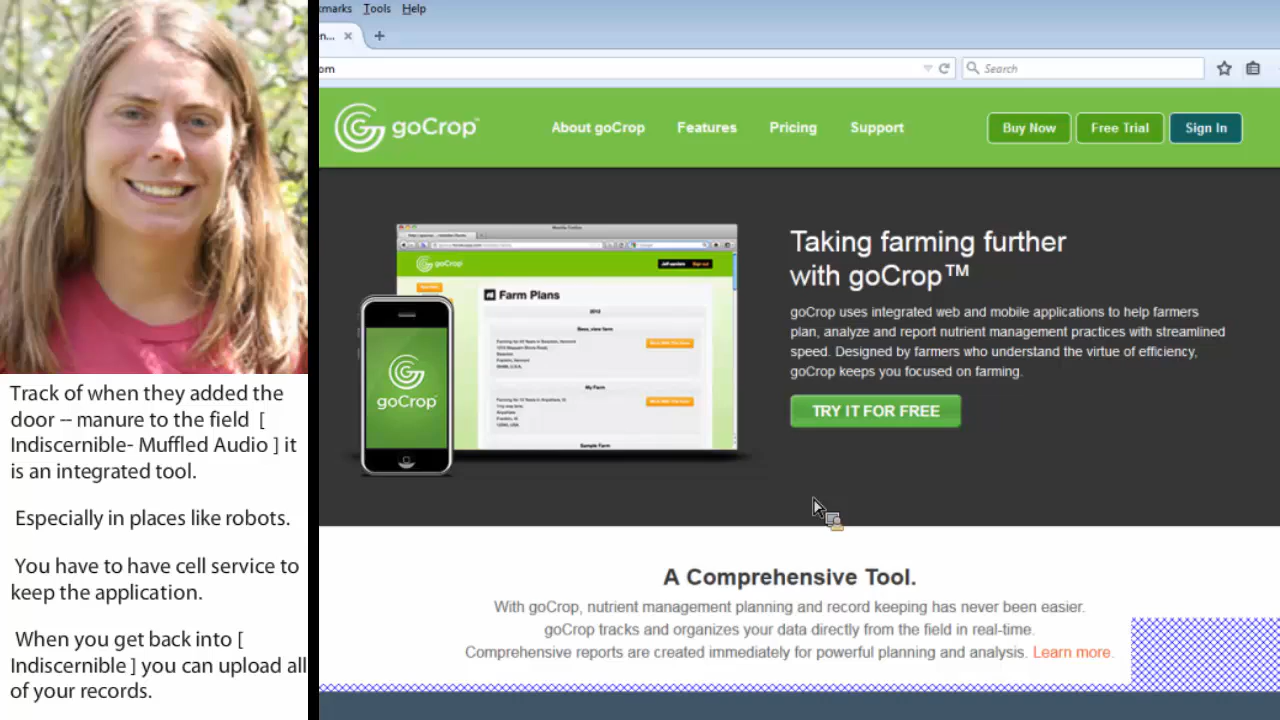 Track of when they added the
door -- manure to the field [
Indiscernible- Muffled Audio ] it
is an integrated tool.
Especially in places like robots.
You have to have cell service to
keep the application.
When you get back into [
Indiscernible ] you can upload all
of your records.
kmarks Tools Help
n...
om
Search
goCrop™
About goCrop Features Pricing Support
Buy Now Free Trial Sign In
goCrop
Farm Plans
2012
My Farm
Sample Farm
goCrop
Taking farming further
with goCrop™
goCrop uses integrated web and mobile applications to help farmers
plan, analyze and report nutrient management practices with streamlined
speed. Designed by farmers who understand the virtue of efficiency,
goCrop keeps you focused on farming.
TRY IT FOR FREE
A Comprehensive Tool.
With goCrop, nutrient management planning and record keeping has never been easier.
goCrop tracks and organizes your data directly from the field in real-time.
Comprehensive reports are created immediately for powerful planning and analysis. Learn more.